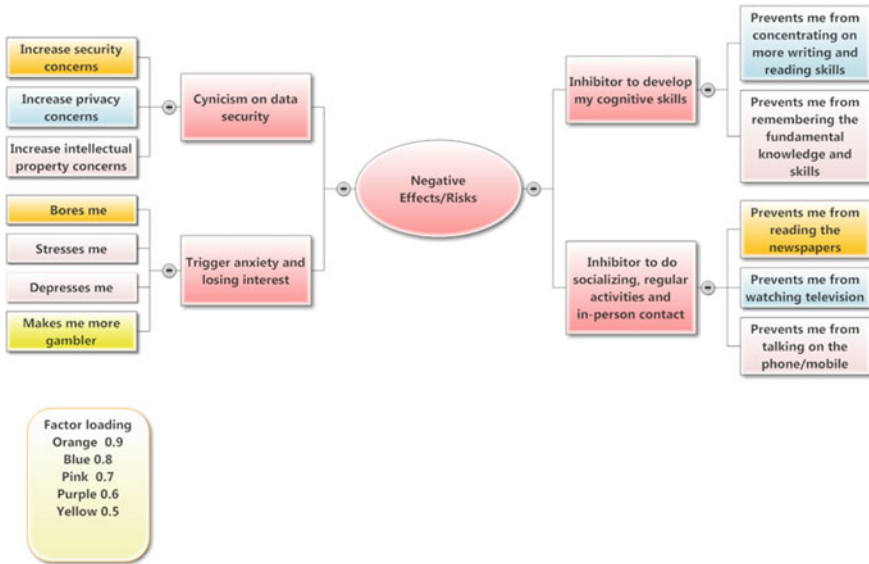 Increase security
concerns
Increase privacy
concerns
Increase intellectual
property concerns
Cynicism on data
security
Bores me
Stresses me
Depresses me
Makes me more
gambler
Trigger anxiety and
losing interest
Negative
Effects/Risks
Inhibitor to develop
my cognitive skills
Prevents me from
concentrating on
more writing and
reading skills
Prevents me from
remembering the
fundamental
knowledge and
skills
Inhibitor to do
socializing, regular
activities and
in-person contact
Prevents me from
reading the
newspapers
Prevents me from
watching television
Prevents me from
talking on the
phone/mobile
Factor loading
Orange 0.9
Blue 0.8
Pink 0.7
Purple 0.6
Yellow 0.5